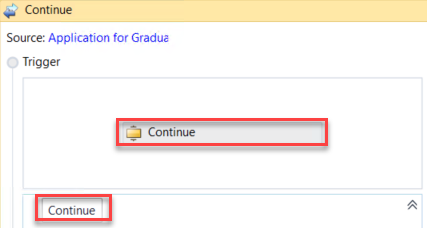 Continue
Source: Application for Gradua
Trigger
Continue
Continue